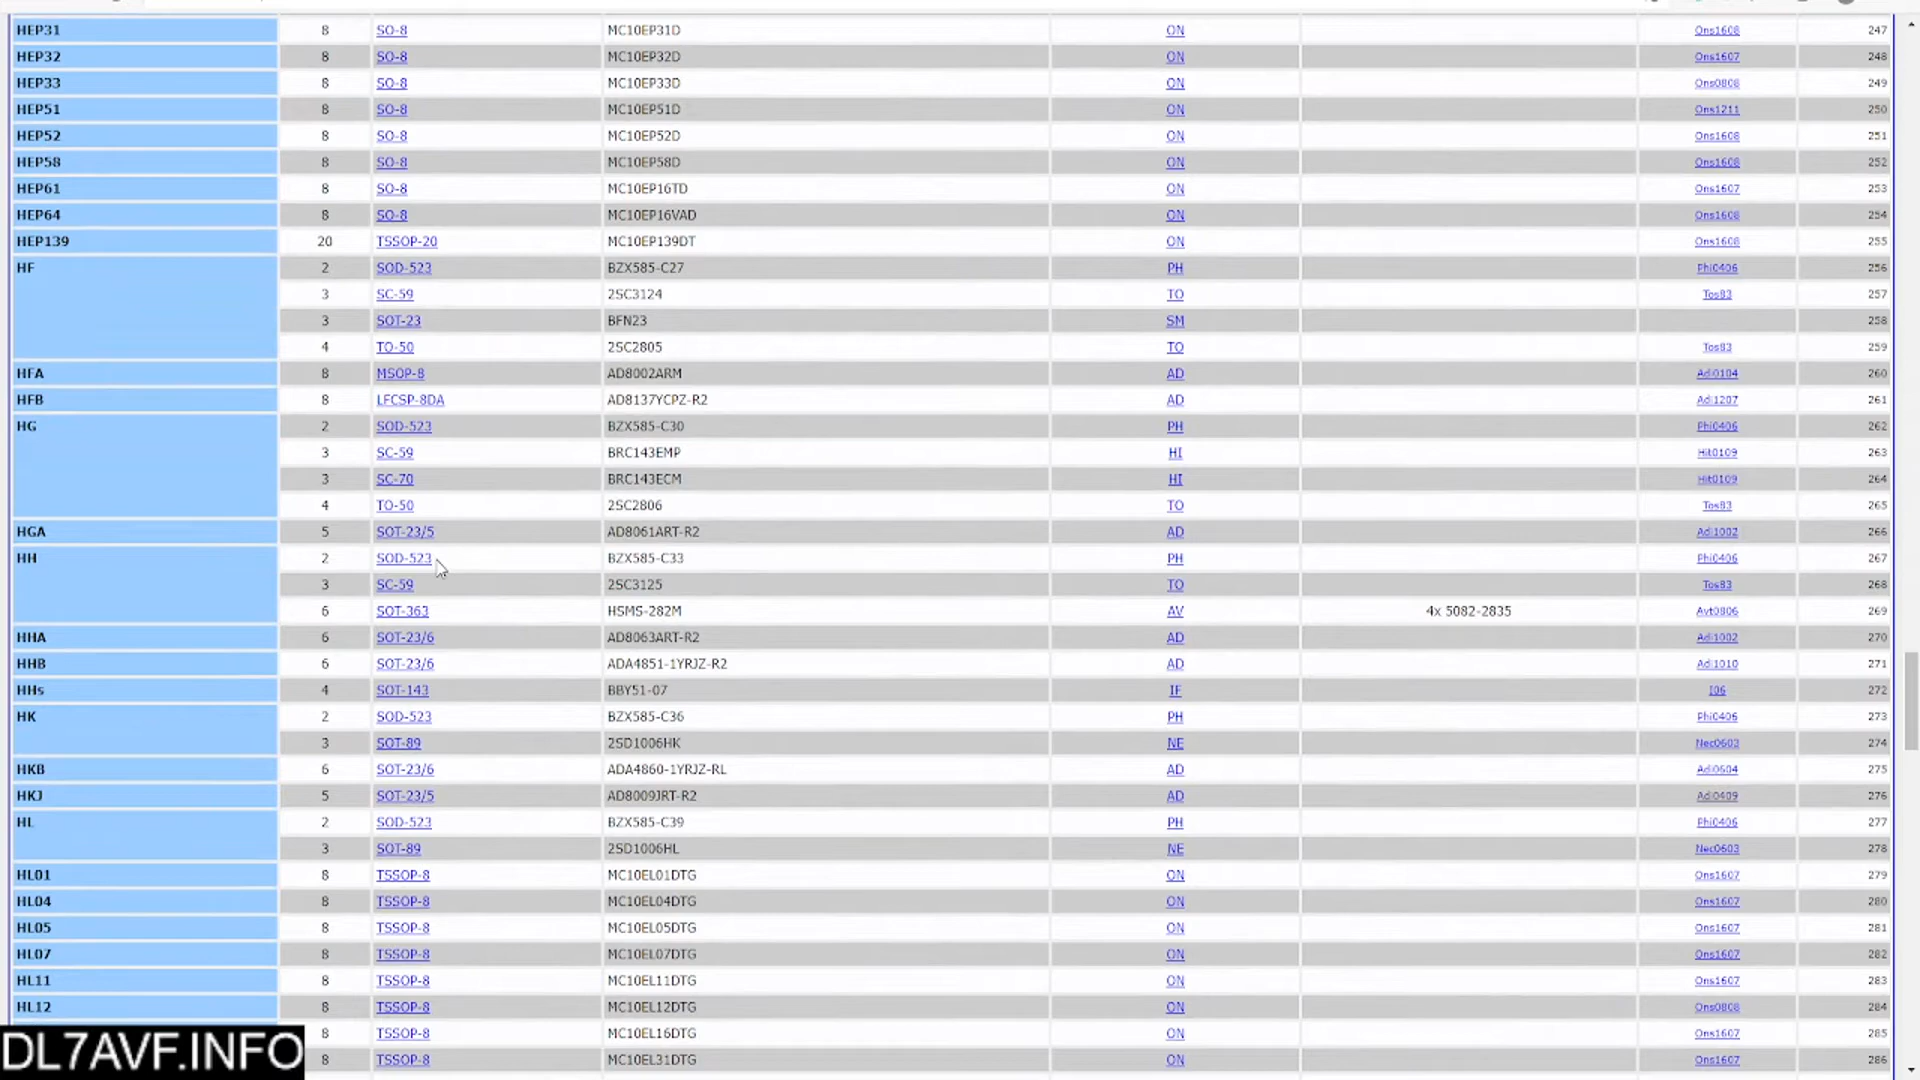 HEP31 8 SO-8 MC10EP31D ON Ons1608 247
HEP32 8 SO-8 MC10EP32D ON Ons1607 248
HEP33 8 SO-8 MC10EP33D ON Ons0808 249
HEP51 8 SO-8 MC10EP51D ON Ons1211 250
HEP52 8 SO-8 MC10EP52D ON Ons1608 251
HEP58 8 SO-8 MC10EP58D ON Ons1608 252
HEP61 8 SO-8 MC10EP16TD ON Ons1607 253
HEP64 8 SO-8 MC10EP16VAD ON Ons1608 254
HEP139 20 TSSOP-20 MC10EP139DT ON Ons1608 255
HF 2 SOD-523 BZX585-C27 PH Phi0406 256
3 SC-59 2SC3124 TO Tos83 257
3 SOT-23 BFN23 SM 258
4 TO-50 2SC2805 TO Tos83 259
HFA 8 MSOP-8 AD8002ARM AD Adi0104 260
HFB 8 LFCSP-8DA AD8137YCPZ-R2 AD Adi1207 261
HG 2 SOD-523 BZX585-C30 PH Phi0406 262
3 SC-59 BRC143EMP HI Hit0109 263
3 SC-70 BRC143ECM HI Hit0109 264
4 TO-50 2SC2806 TO Tos83 265
HGA 5 SOT-23/5 AD8061ART-R2 AD Adi1002 266
HH 2 SOD-523 BZX585-C33 PH Phi0406 267
3 SC-59 2SC3125 TO Tos83 268
6 SOT-363 HSMS-282M AV 4x 5082-2835 Avt0806 269
HHA 6 SOT-23/6 AD8063ART-R2 AD Adi1002 270
HHB 6 SOT-23/6 ADA4851-1YRJZ-R2 AD Adi1010 271
HHs 4 SOT-143 BBY51-07 IF I06 272
HK 2 SOD-523 BZX585-C36 PH Phi0406 273
3 SOT-89 2SD1006HK NE Nec0603 274
HKB 6 SOT-23/6 ADA4860-1YRJZ-RL AD Adi0604 275
HKJ 5 SOT-23/5 AD8009JRT-R2 AD Adi0409 276
HL 2 SOD-523 BZX585-C39 PH Phi0406 277
3 SOT-89 2SD1006HL NE Nec0603 278
HL01 8 TSSOP-8 MC10EL01DTG ON Ons1607 279
HL04 8 TSSOP-8 MC10EL04DTG ON Ons1607 280
HL05 8 TSSOP-8 MC10EL05DTG ON Ons1607 281
HL07 8 TSSOP-8 MC10EL07DTG ON Ons1607 282
HL11 8 TSSOP-8 MC10EL11DTG ON Ons1607 283
HL12 8 TSSOP-8 MC10EL12DTG ON Ons0808 284
8 TSSOP-8 MC10EL16DTG ON Ons1607 285
8 TSSOP-8 MC10EL31DTG ON Ons1607 286
DL7AVF.INFO